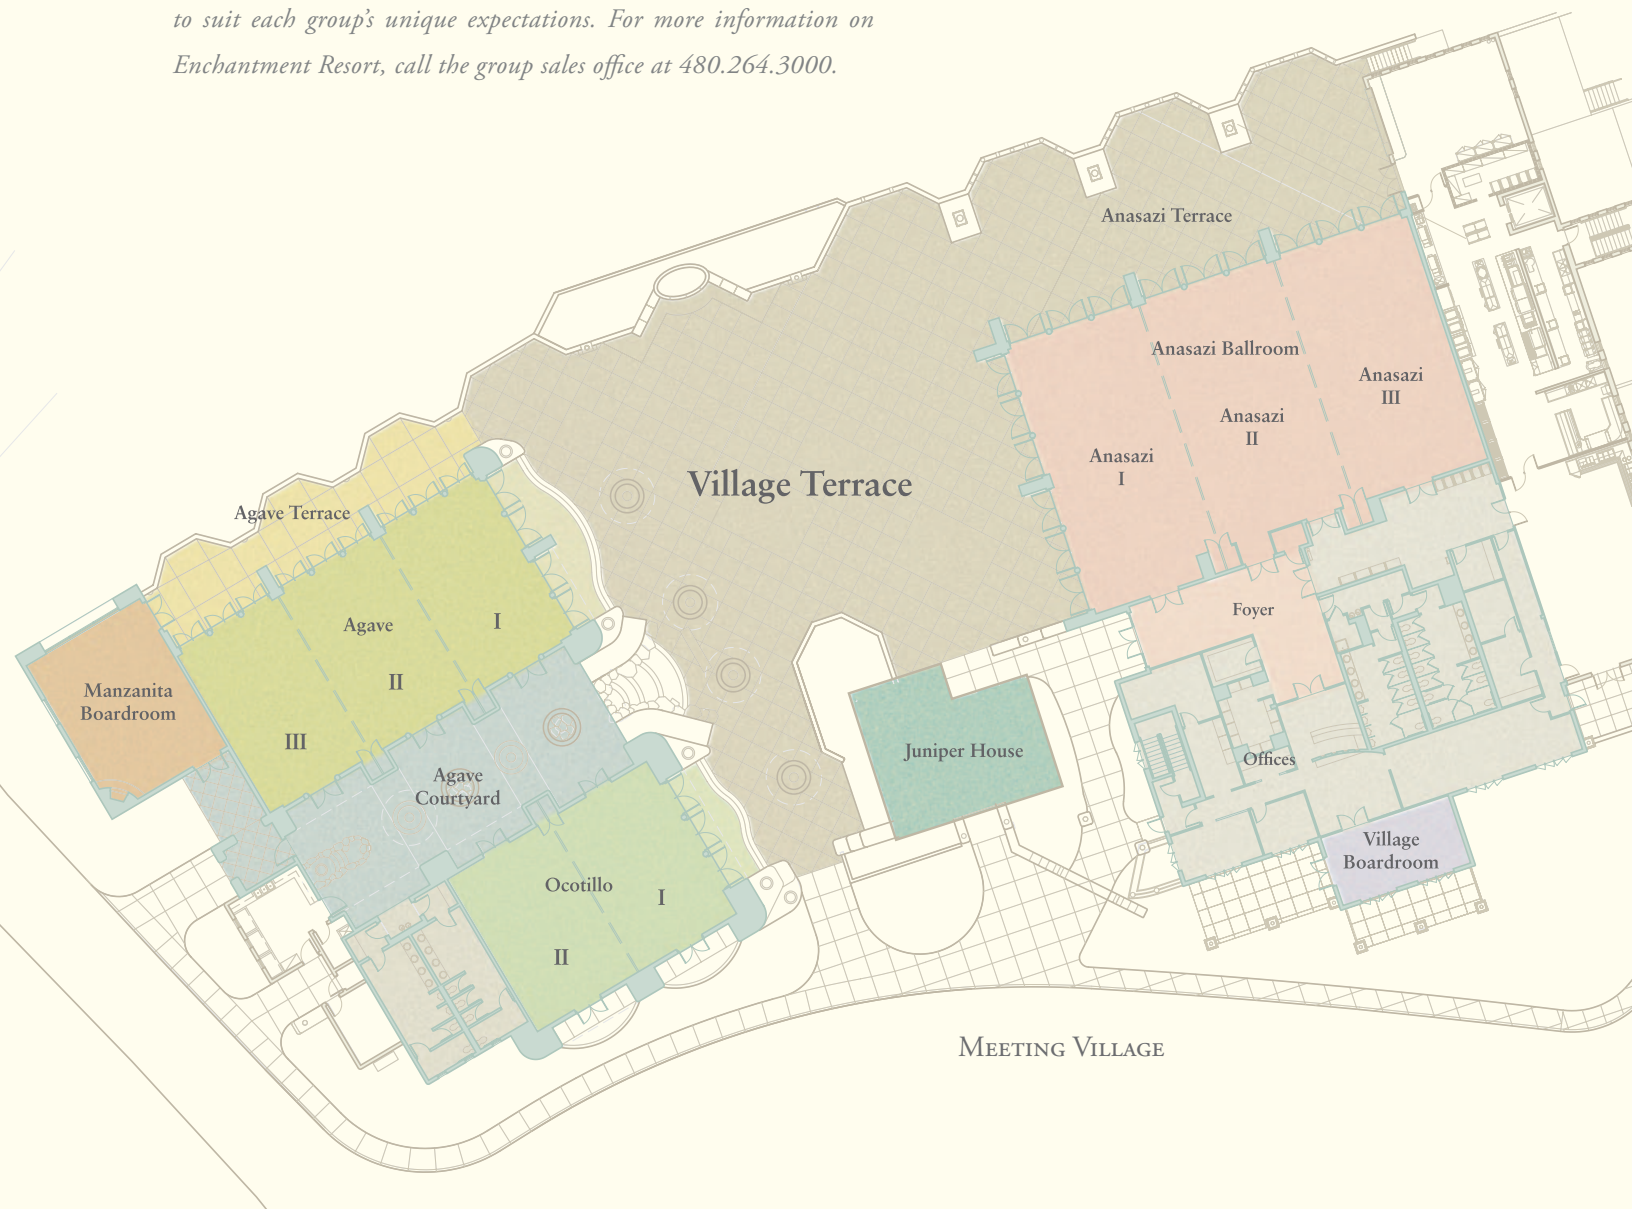 to suit each group’s unique expectations. For more information on
Enchantment Resort, call the group sales office at 480.264.3000.
Anasazi Terrace
Anasazi Ballroom
Anasazi
III
Anasazi
II
Anasazi
I
Village Terrace
Agave Terrace
Agave
I
II
III
Manzanita
Boardroom
Foyer
Juniper House
Offices
Agave
Courtyard
Village
Boardroom
Ocotillo
I
II
Meeting Village